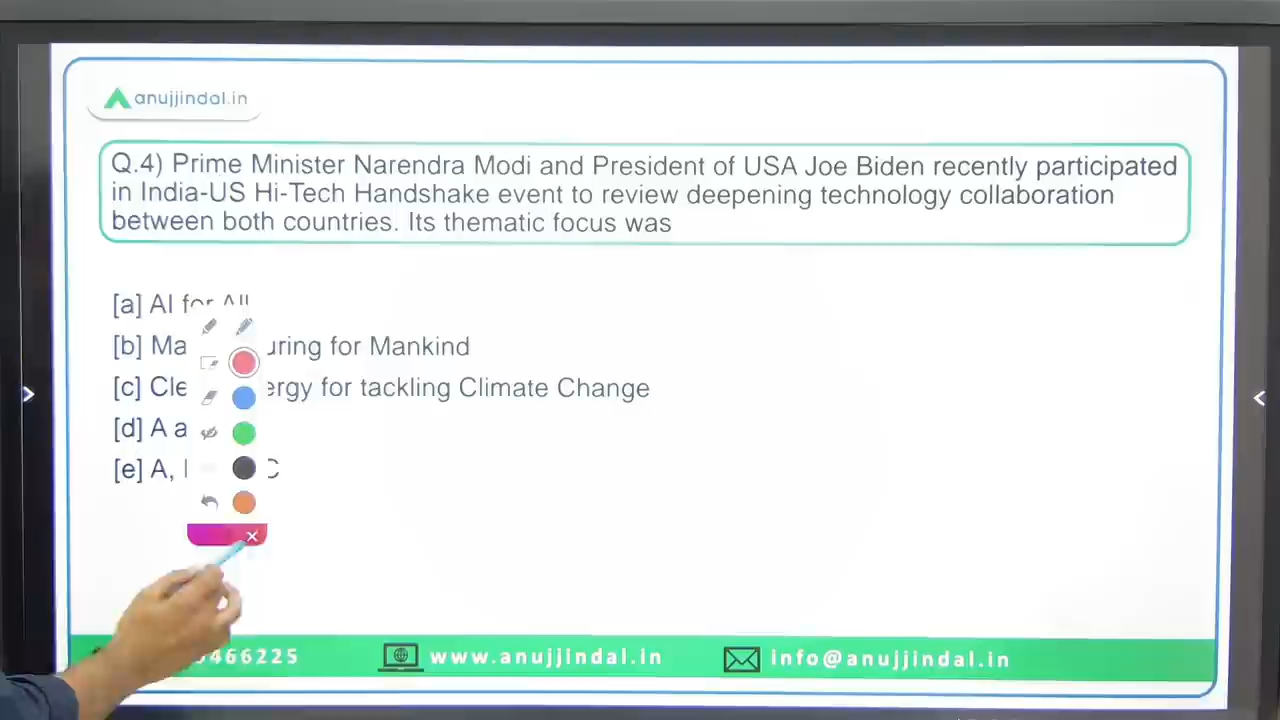 anujjindal.in
Q.4) Prime Minister Narendra Modi and President of USA Joe Biden recently participated
in India-US Hi-Tech Handshake event to review deepening technology collaboration
between both countries. Its thematic focus was
[a] AI for All
[b] Ma uring for Mankind
[c] Cle ergy for tackling Climate Change
[d] A a
[e] A, C
466225
www.anujjindal.in
info@anujjindal.in